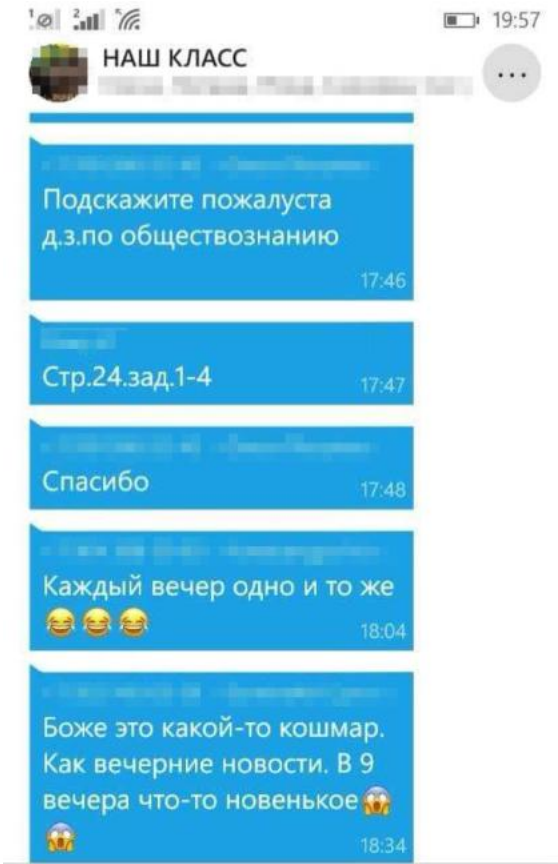 19:57
НАШ КЛАСС
Подскажите пожалуста
д.з.по обществознанию
17:46
Стр.24.зад.1-4
17:47
Спасибо
17:48
Каждый вечер одно и то же
😂😂😂
18:04
Боже это какой-то кошмар.
Как вечерние новости. В 9
вечера что-то новенькое😱
😱
18:34